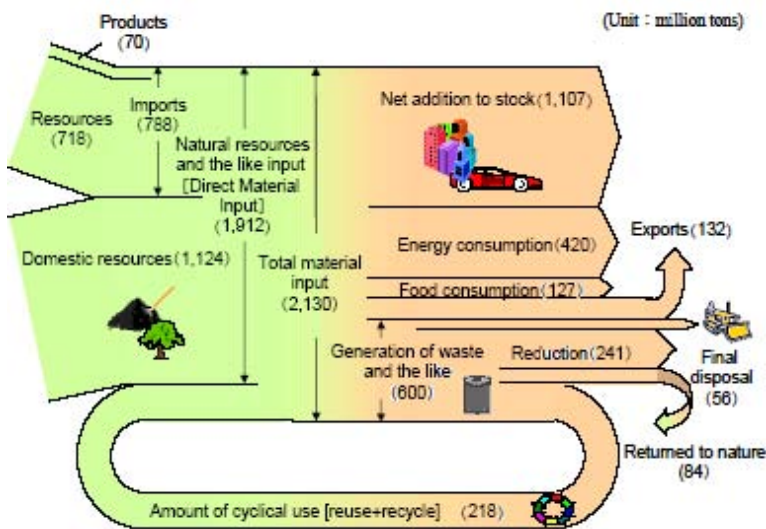 Products
(70)
(Unit : million tons)
Resources
(718)
Imports
(788)
Natural resources
and the like input
[Direct Material
Input]
(1,912)
Net addition to stock(1,107)
Domestic resources(1,124)
Total material
input
(2,130)
Energy consumption(420)
Exports(132)
Food consumption(127)
Generation of waste
and the like
(600)
Reduction(241)
Final
disposal
(56)
Returned to nature
(84)
Amount of cyclical use [reuse+recycle] (218)